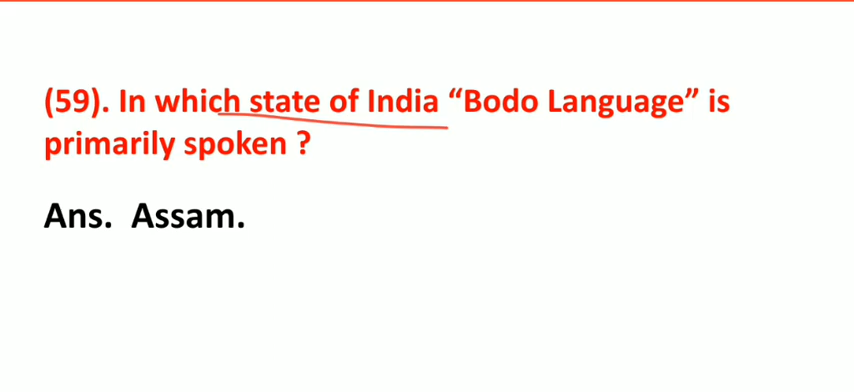 (59). In which state of India “Bodo Language” is
primarily spoken ?
Ans.  Assam.